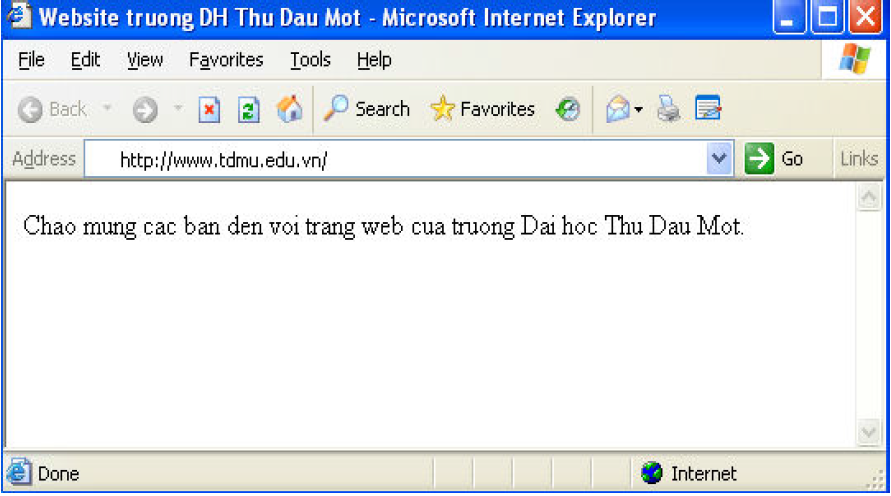 Website truong DH Thu Dau Mot - Microsoft Internet Explorer
File Edit View Favorites Tools Help
Back Search Favorites
Address http://www.tdmu.edu.vn/ Go Links
Chao mung cac ban den voi trang web cua truong Dai hoc Thu Dau Mot.
Done Internet